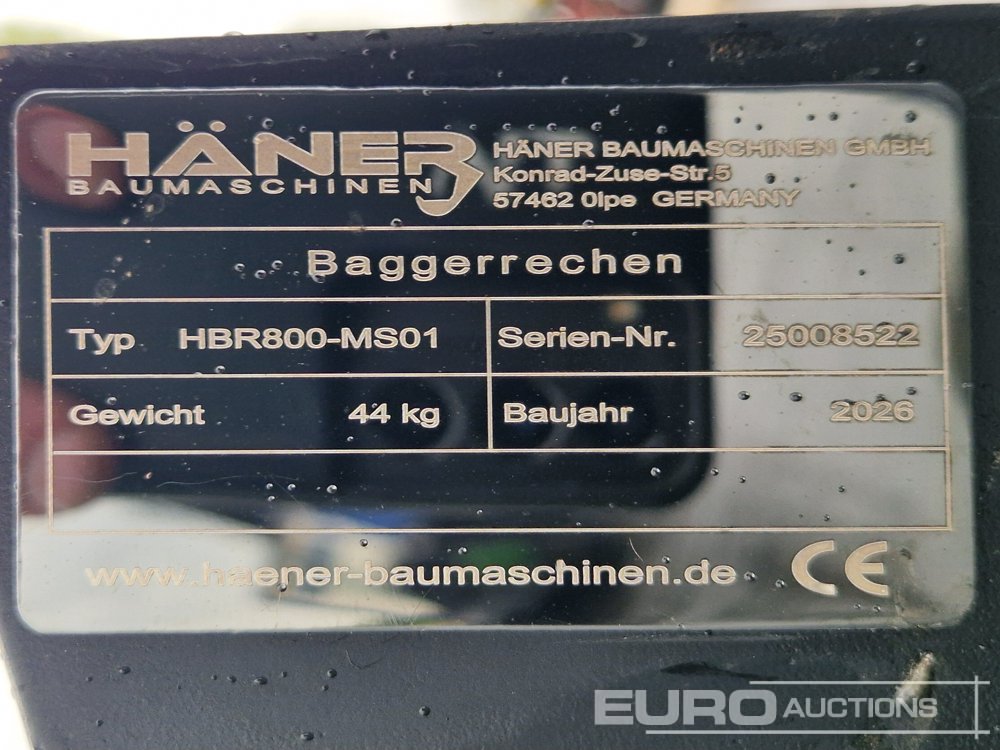 HÄNER
BAUMASCHINEN
HÄNER BAUMASCHINEN GMBH
Konrad-Zuse-Str.5
57462 Olpe GERMANY
Baggerrechen
Typ HBR800-MS01 Serien-Nr. 25008522
Gewicht 44 kg Baujahr 2026
www.haener-baumaschinen.de CE
EURO AUCTIONS